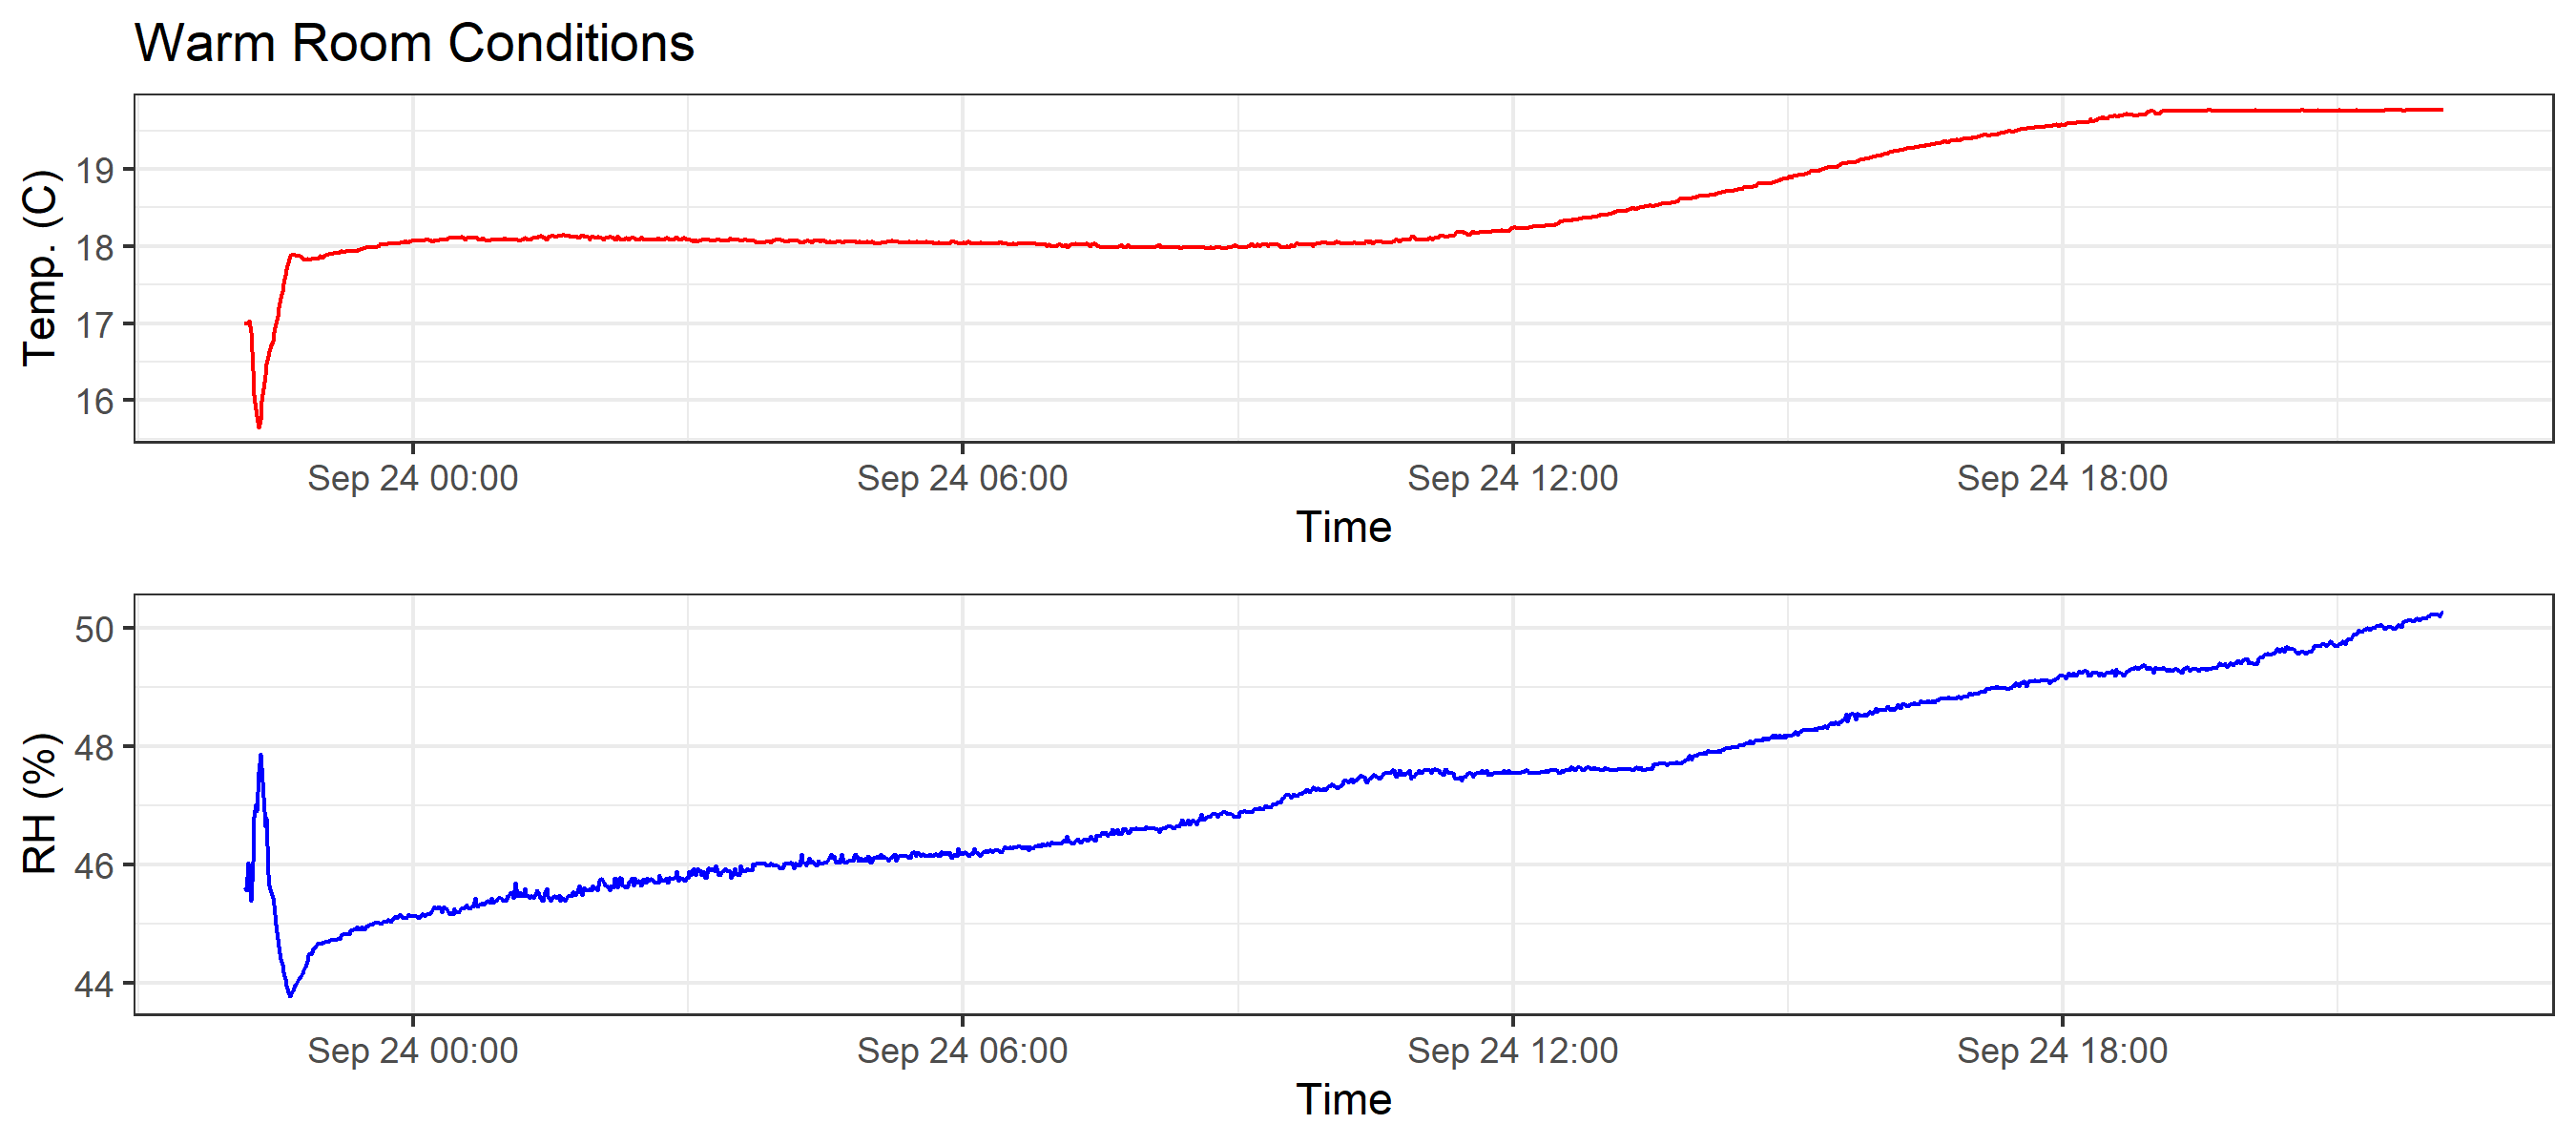 Warm Room Conditions
Temp. (C)
19
18
17
16
Sep 24 00:00 Sep 24 06:00 Sep 24 12:00 Sep 24 18:00
Time
RH (%)
50
48
46
44
Sep 24 00:00 Sep 24 06:00 Sep 24 12:00 Sep 24 18:00
Time